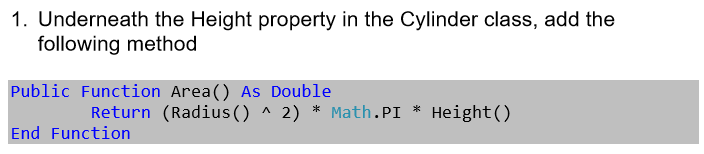 1. Underneath the Height property in the Cylinder class, add the
following method
Public Function Area() As Double
Return (Radius() ^ 2) * Math.PI * Height()
End Function